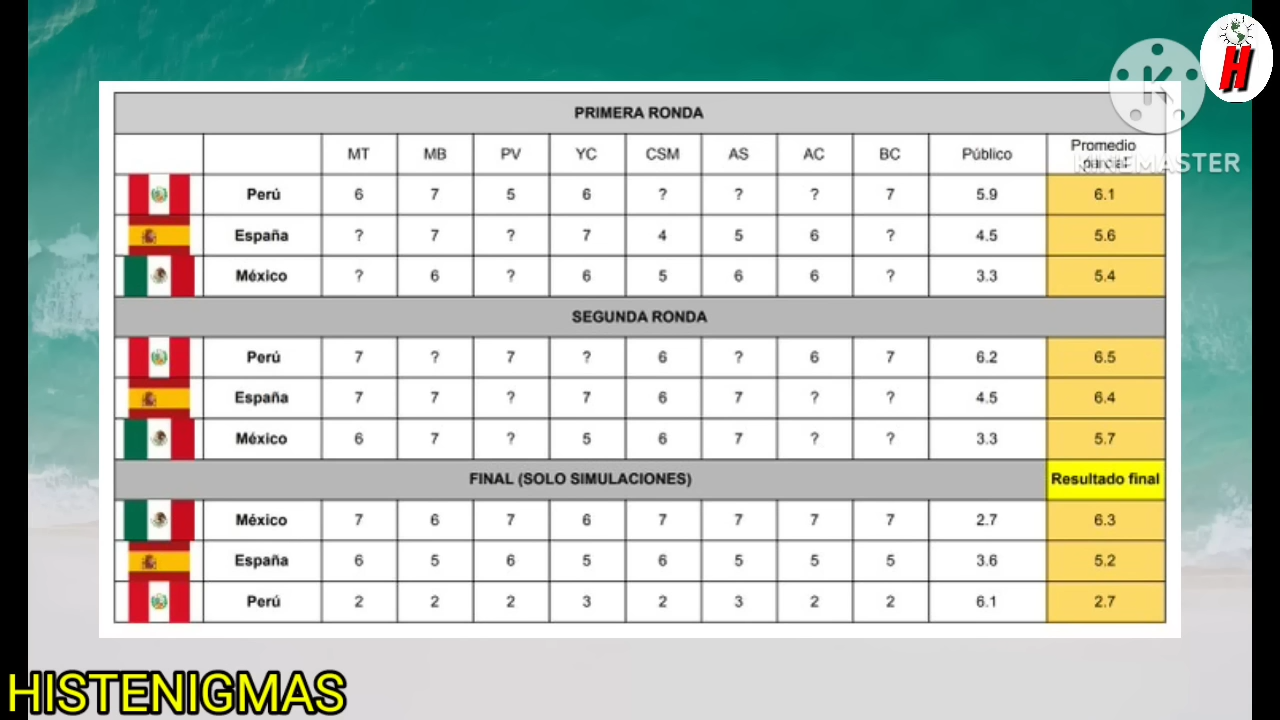 H
PRIMERA RONDA
MT MB PV YC CSM AS AC BC Público Promedio parcial
KINEMASTER
Perú 6 7 5 6 ? ? ? 7 5.9 6.1
España ? 7 ? 7 4 5 6 ? 4.5 5.6
México ? 6 ? 6 5 6 6 ? 3.3 5.4
SEGUNDA RONDA
Perú 7 ? 7 ? 6 ? 6 7 6.2 6.5
España 7 7 ? 7 6 7 ? ? 4.5 6.4
México 6 7 ? 5 6 7 ? ? 3.3 5.7
FINAL (SOLO SIMULACIONES) Resultado final
México 7 6 7 6 7 7 7 7 2.7 6.3
España 6 5 6 5 6 5 5 5 3.6 5.2
Perú 2 2 2 3 2 3 2 2 6.1 2.7
HISTENIGMAS